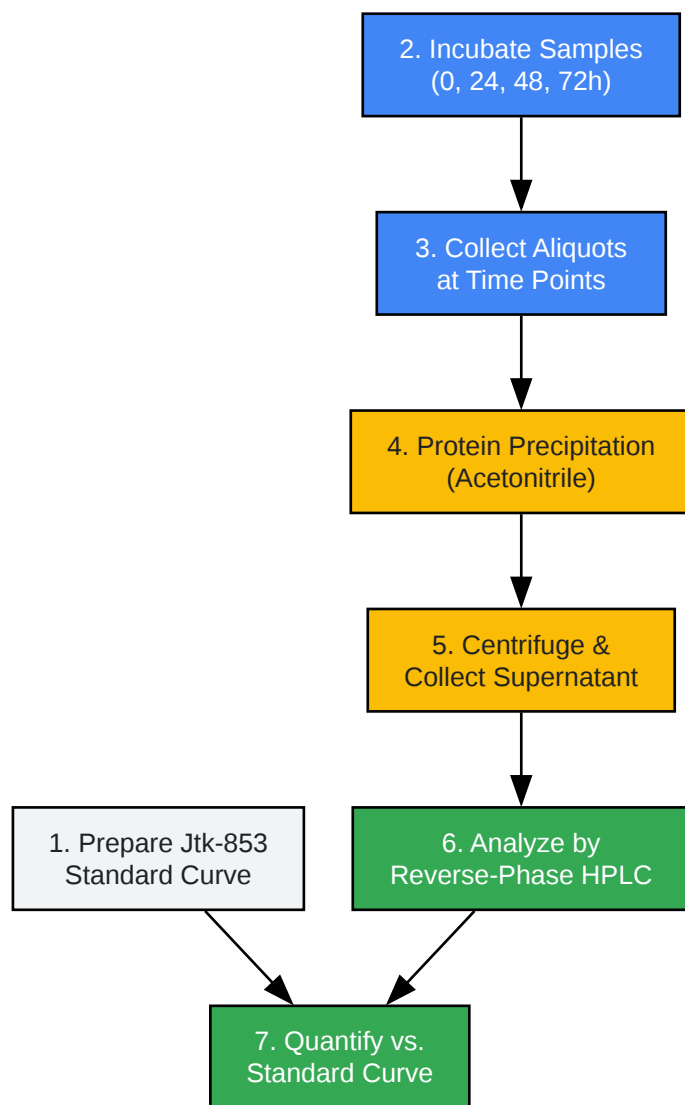 2. Incubate Samples
(0, 24, 48, 72h)
3. Collect Aliquots
at Time Points
4. Protein Precipitation
(Acetonitrile)
5. Centrifuge &
Collect Supernatant
1. Prepare Jtk-853
Standard Curve
6. Analyze by
Reverse-Phase HPLC
7. Quantify vs.
Standard Curve